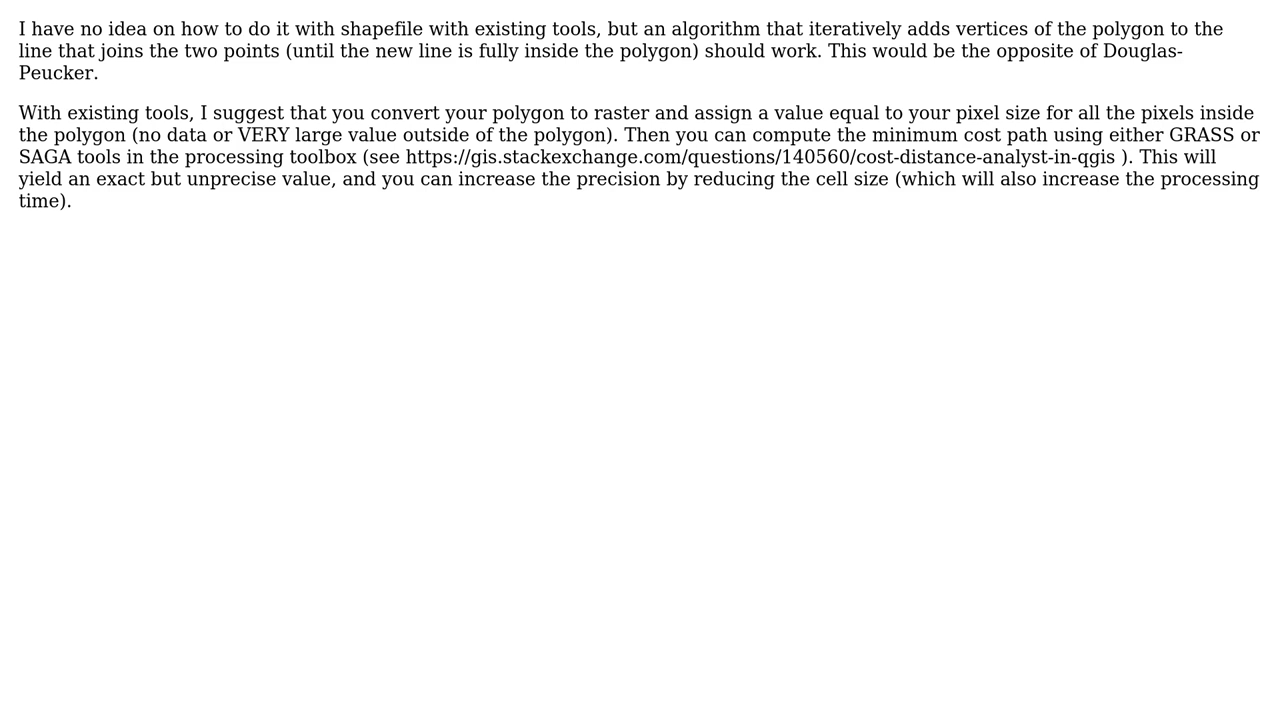 I have no idea on how to do it with shapefile with existing tools, but an algorithm that iteratively adds vertices of the polygon to the
line that joins the two points (until the new line is fully inside the polygon) should work. This would be the opposite of Douglas-
Peucker.
With existing tools, I suggest that you convert your polygon to raster and assign a value equal to your pixel size for all the pixels inside
the polygon (no data or VERY large value outside of the polygon). Then you can compute the minimum cost path using either GRASS or
SAGA tools in the processing toolbox (see https://gis.stackexchange.com/questions/140560/cost-distance-analyst-in-qgis ). This will
yield an exact but unprecise value, and you can increase the precision by reducing the cell size (which will also increase the processing
time).